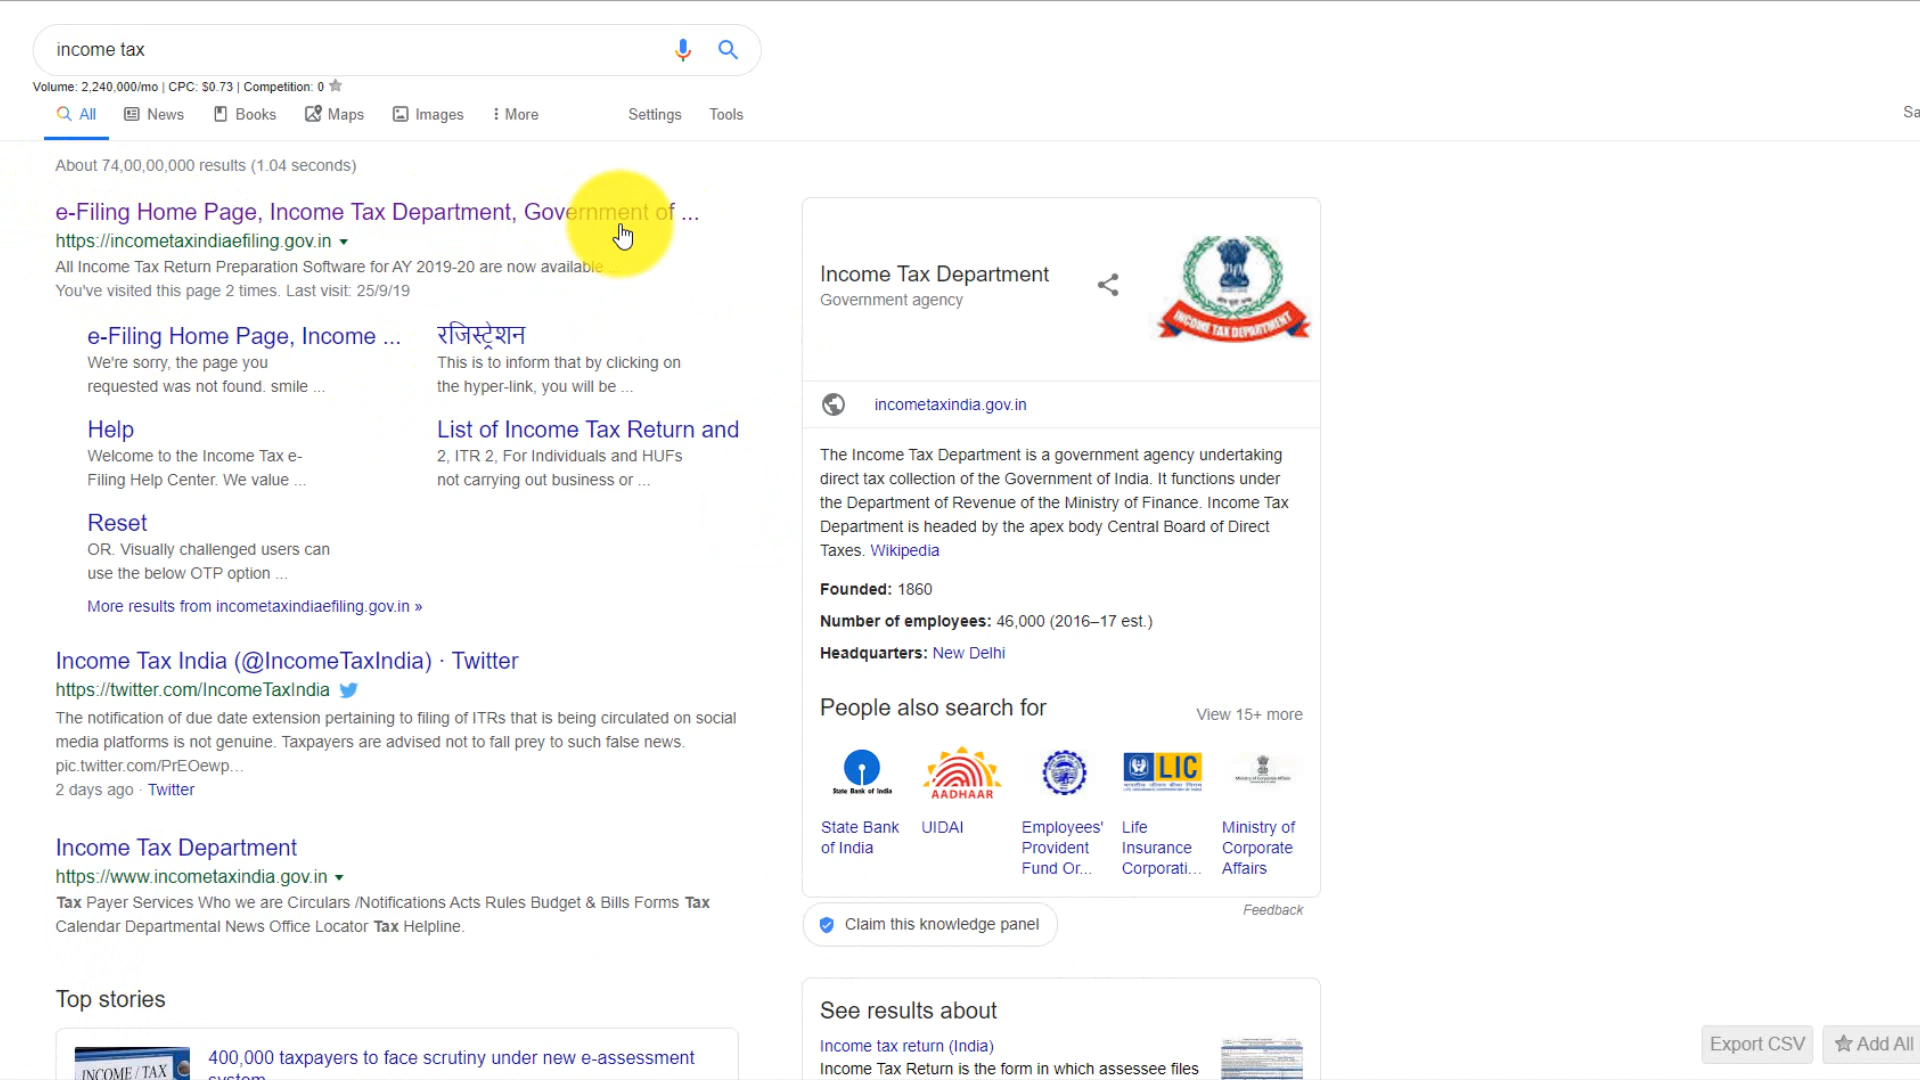 income tax
Volume: 2,240,000/mo | CPC: $0.73 | Competition: 0
All
News
Books
Maps
Images
More
Settings
Tools
Sa
About 74,00,00,000 results (1.04 seconds)
e-Filing Home Page, Income Tax Department, Government of ...
https://incometaxindiaefiling.gov.in
All Income Tax Return Preparation Software for AY 2019-20 are now available ...
You've visited this page 2 times. Last visit: 25/9/19
e-Filing Home Page, Income ...
We're sorry, the page you
requested was not found. smile ...
रजिस्ट्रेशन
This is to inform that by clicking on
the hyper-link, you will be ...
Help
Welcome to the Income Tax e-
Filing Help Center. We value ...
List of Income Tax Return and
2, ITR 2, For Individuals and HUFs
not carrying out business or ...
Reset
OR. Visually challenged users can
use the below OTP option ...
More results from incometaxindiaefiling.gov.in »
Income Tax India (@IncomeTaxIndia) · Twitter
https://twitter.com/IncomeTaxIndia
The notification of due date extension pertaining to filing of ITRs that is being circulated on social
media platforms is not genuine. Taxpayers are advised not to fall prey to such false news.
pic.twitter.com/PrEOewp…
2 days ago · Twitter
Income Tax Department
https://www.incometaxindia.gov.in
Tax Payer Services Who we are Circulars /Notifications Acts Rules Budget & Bills Forms Tax
Calendar Departmental News Office Locator Tax Helpline.
Top stories
INCOME / TAX
400,000 taxpayers to face scrutiny under new e-assessment
system
Income Tax Department
Government agency
INCOME TAX DEPARTMENT
incometaxindia.gov.in
The Income Tax Department is a government agency undertaking
direct tax collection of the Government of India. It functions under
the Department of Revenue of the Ministry of Finance. Income Tax
Department is headed by the apex body Central Board of Direct
Taxes. Wikipedia
Founded: 1860
Number of employees: 46,000 (2016–17 est.)
Headquarters: New Delhi
People also search for
View 15+ more
State Bank of India
AADHAAR
LIC
State Bank
of India
UIDAI
Employees'
Provident
Fund Or...
Life
Insurance
Corporati...
Ministry of
Corporate
Affairs
Feedback
Claim this knowledge panel
See results about
Income tax return (India)
Income Tax Return is the form in which assessee files
Export CSV
Add All